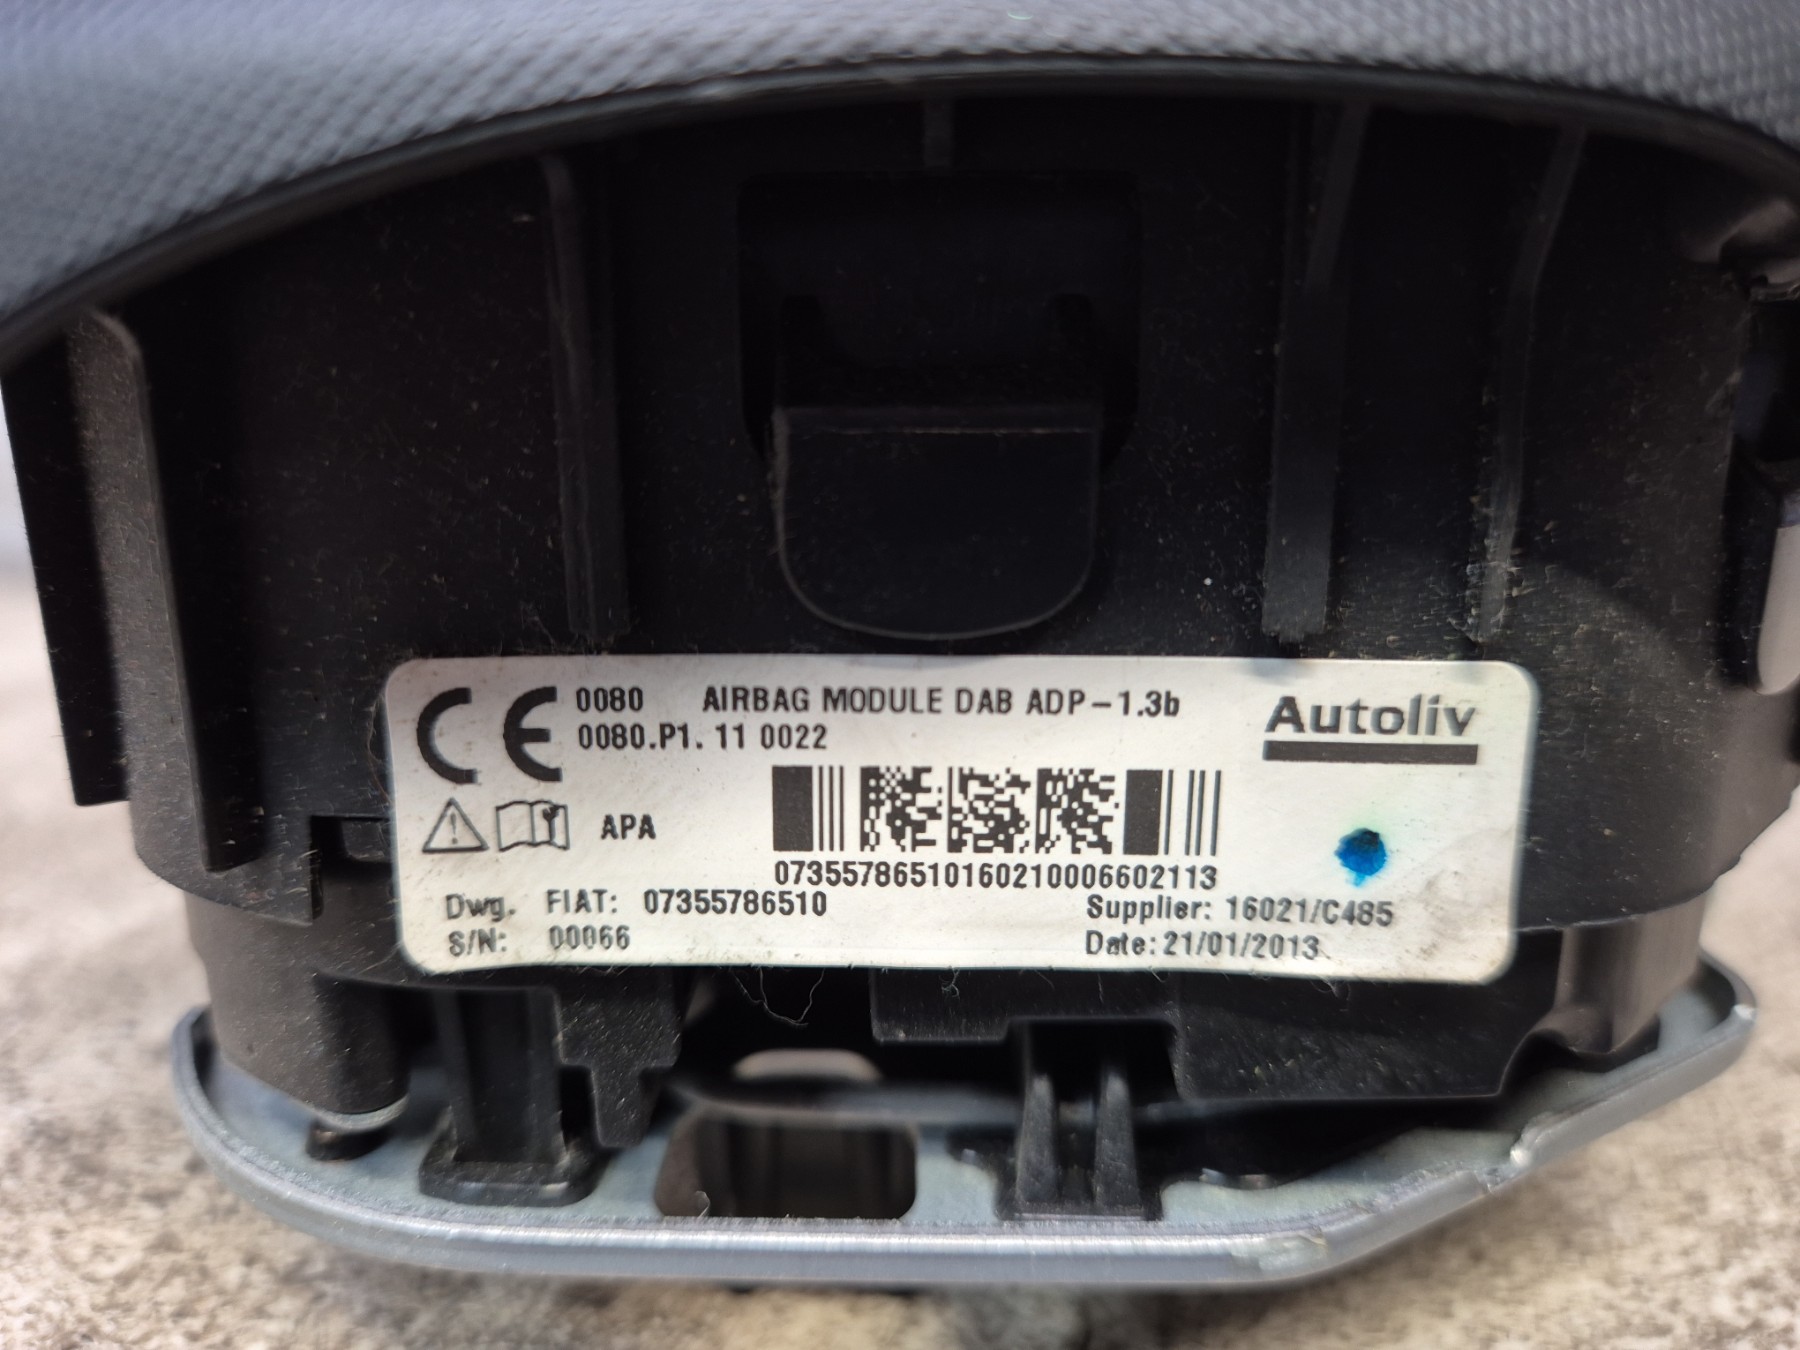 CE 0080 AIRBAG MODULE DAB ADP-1.3b
0080.P1. 11 0022
Autoliv
APA
07355786510160210006602113
Dwg. FIAT: 07355786510
S/N: 00066
Supplier: 16021/C485
Date: 21/01/2013